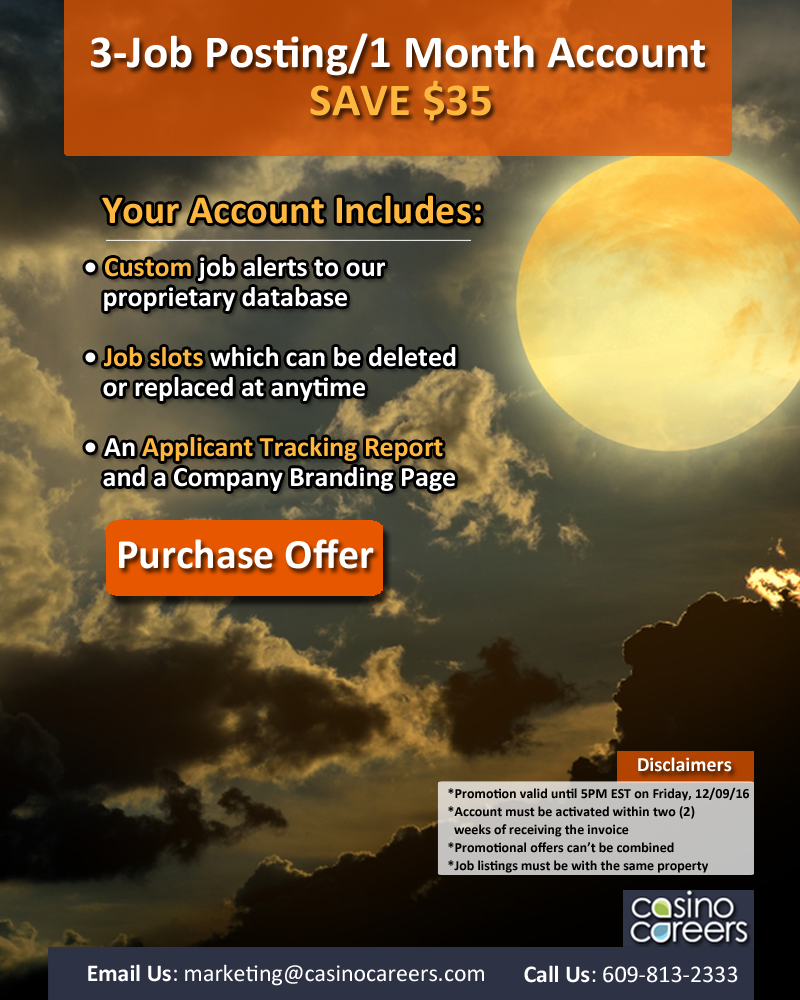 3-Job Posting/1 Month Account
SAVE $35
Your Account Includes:
• Custom job alerts to our
proprietary database
• Job slots which can be deleted
or replaced at anytime
• An Applicant Tracking Report
and a Company Branding Page
Purchase Offer
Disclaimers
*Promotion valid until 5PM EST on Friday, 12/09/16
*Account must be activated within two (2)
weeks of receiving the invoice
*Promotional offers can't be combined
*Job listings must be with the same property
casino
careers
Email Us: marketing@casinocareers.com Call Us: 609-813-2333